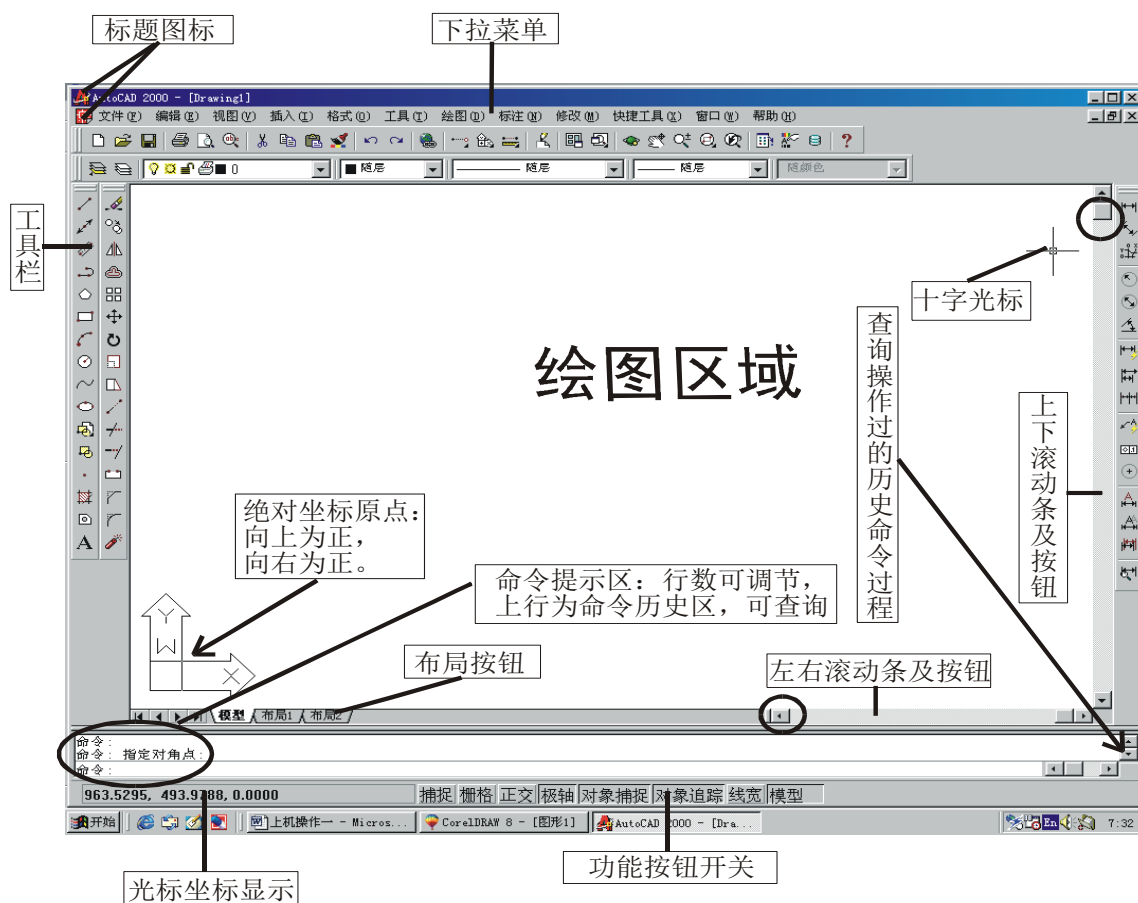 标题图标
下拉菜单
AutoCAD 2000 - [Drawing1]
文件(F) 编辑(E) 视图(V) 插入(I) 格式(O) 工具(T) 绘图(D) 标注(N) 修改(M) 快捷工具(X) 窗口(W) 帮助(H)
0 随层 随层 随层 随颜色
工具栏
十字光标
绘图区域
查询操作过的历史命令过程
上下滚动条及按钮
绝对坐标原点:
向上为正,
向右为正。
命令提示区: 行数可调节,
上行为命令历史区, 可查询
Y
W
X
布局按钮
左右滚动条及按钮
模型 布局1 布局2
命令:
命令: 指定对角点:
命令:
963.5295, 493.9788, 0.0000
捕捉 栅格 正交 极轴 对象捕捉 对象追踪 线宽 模型
开始 上机操作一 - Micros... CorelDRAW 8 - [图形1] AutoCAD 2000 - [Dra... En 7:32
功能按钮开关
光标坐标显示